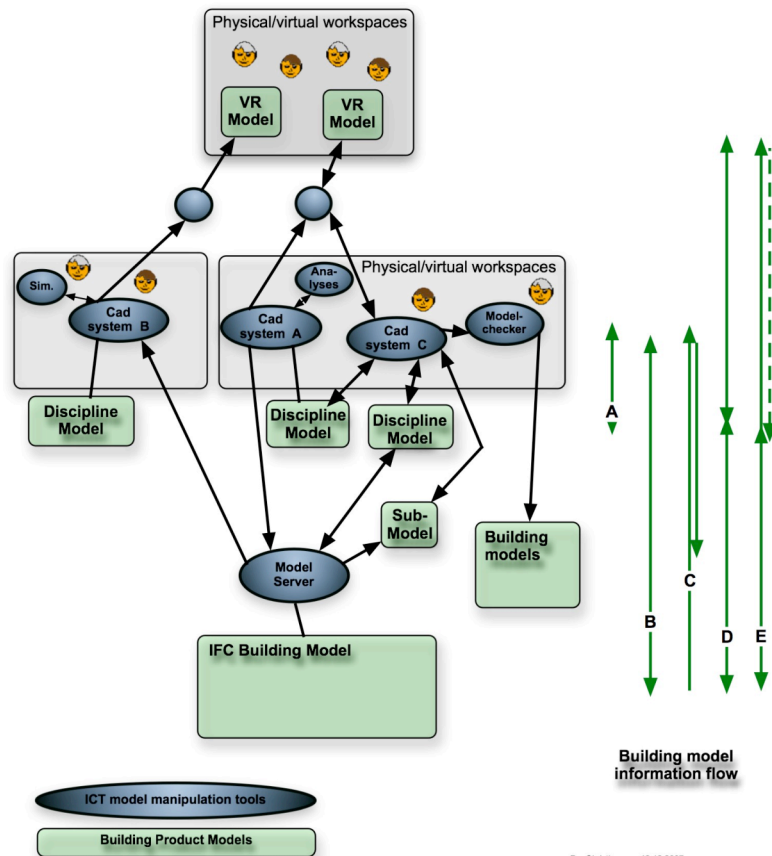 Physical/virtual workspaces
VR
Model
VR
Model
Physical/virtual workspaces
Sim.
Cad
system B
Ana-
lyses
Cad
system A
Cad
system C
Model-
checker
Discipline
Model
Discipline
Model
Discipline
Model
Sub-
Model
Building
models
Model
Server
IFC Building Model
A
B
C
D
E
Building model
information flow
ICT model manipulation tools
Building Product Models